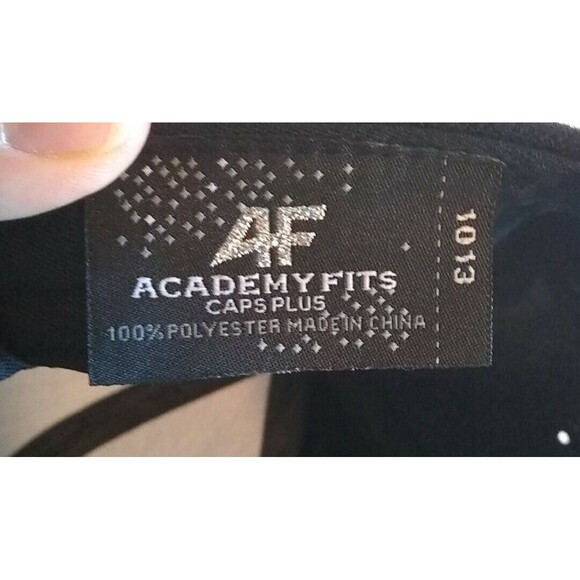 AF
ACADEMY FITS
CAPS PLUS
100% POLYESTER MADE IN CHINA
1013